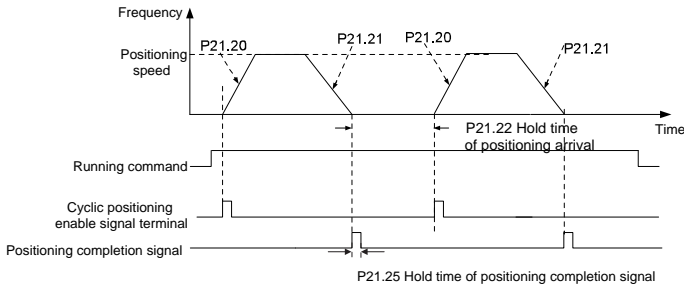 Frequency
P21.20
P21.21
P21.20
P21.21
Positioning
speed
Time
P21.22 Hold time
of positioning arrival
Running command
Cyclic positioning
enable signal terminal
Positioning completion signal
P21.25 Hold time of positioning completion signal